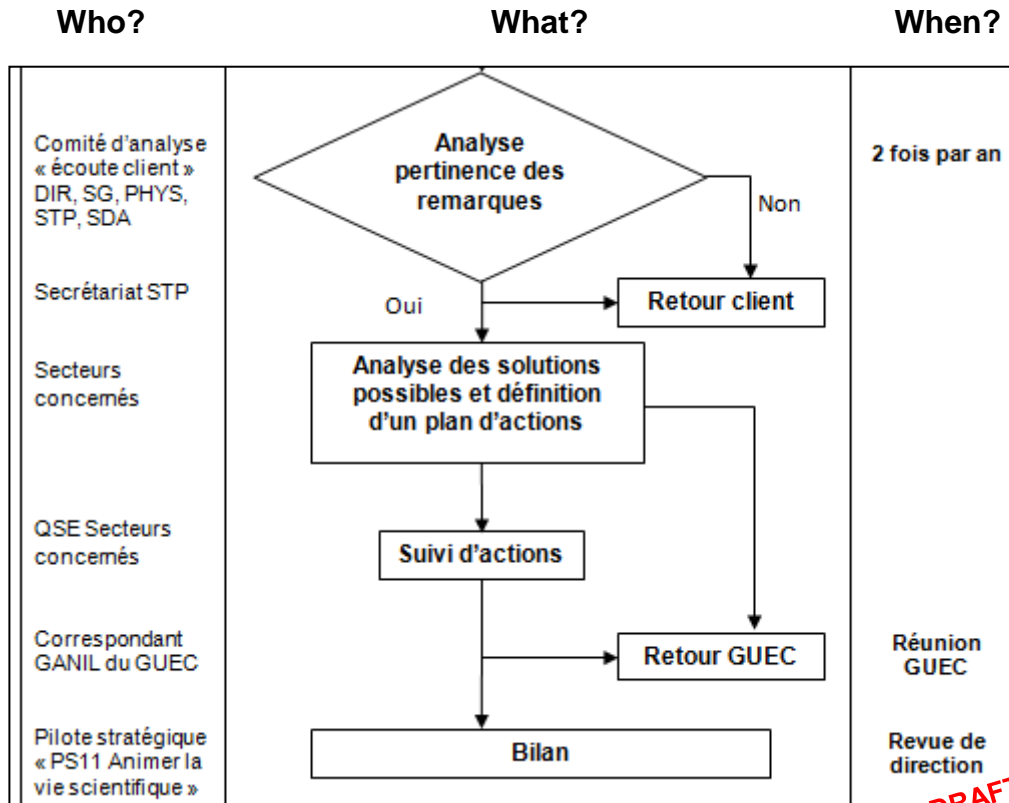 Who?
What?
When?
Comité d'analyse
« écoute client »
DIR, SG, PHYS,
STP, SDA
Analyse
pertinence des
remarques
2 fois par an
Non
Secrétariat STP
Oui
Retour client
Secteurs
concernés
Analyse des solutions
possibles et définition
d'un plan d'actions
QSE Secteurs
concernés
Suivi d'actions
Correspondant
GANIL du GUEC
Retour GUEC
Réunion
GUEC
Pilote stratégique
« PS11 Animer la
vie scientifique »
Bilan
Revue de
direction
DRAFT